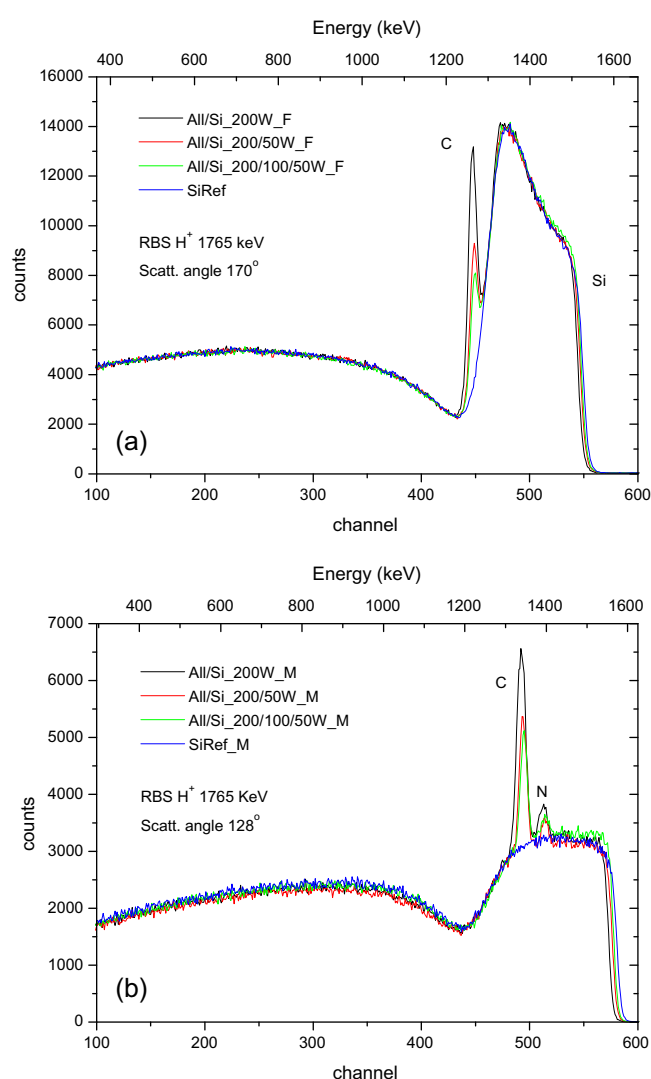 Energy (keV)
400 600 800 1000 1200 1400 1600
16000
14000
12000
10000
8000
6000
4000
2000
0
counts
All/Si_200W_F
All/Si_200/50W_F
All/Si_200/100/50W_F
SiRef
RBS H+ 1765 keV
Scatt. angle 170o
C
Si
(a)
100 200 300 400 500 600
channel
Energy (keV)
400 600 800 1000 1200 1400 1600
7000
6000
5000
4000
3000
2000
1000
0
counts
All/Si_200W_M
All/Si_200/50W_M
All/Si_200/100/50W_M
SiRef_M
RBS H+ 1765 KeV
Scatt. angle 128o
C
N
(b)
100 200 300 400 500 600
channel